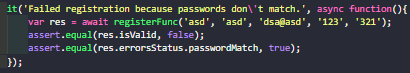 it('Failed registration because passwords don\'t match.', async function(){
    var res = await registerFunc('asd', 'asd', 'dsa@asd', '123', '321');
    assert.equal(res.isValid, false);
    assert.equal(res.errorsStatus.passwordMatch, true);
});